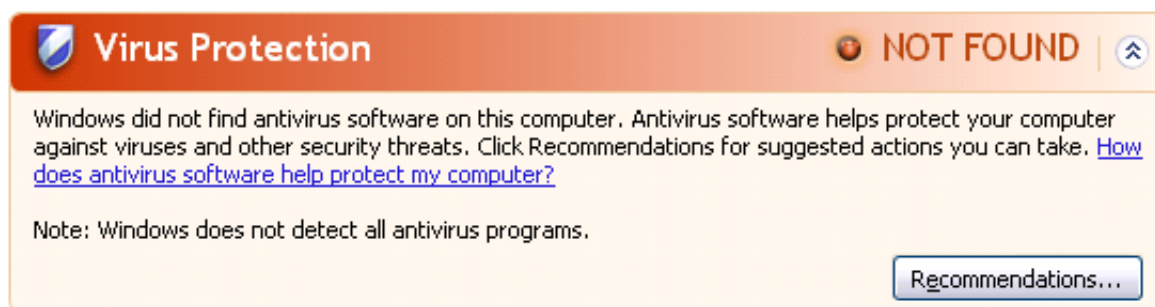 Virus Protection
NOT FOUND
Windows did not find antivirus software on this computer. Antivirus software helps protect your computer
against viruses and other security threats. Click Recommendations for suggested actions you can take. How
does antivirus software help protect my computer?
Note: Windows does not detect all antivirus programs.
Recommendations...